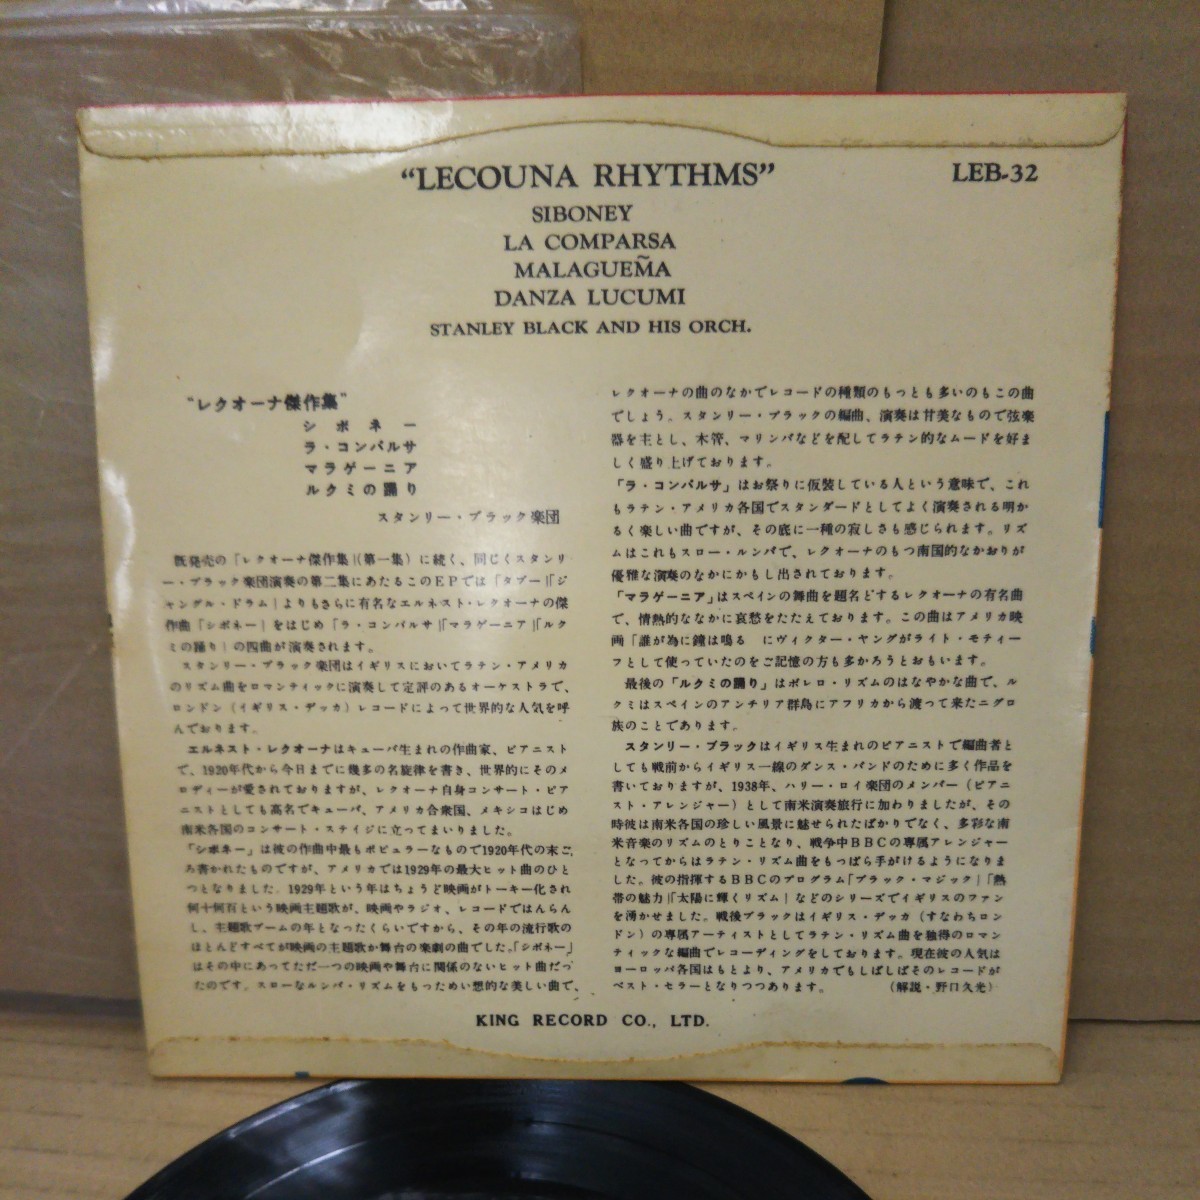 "LECOUNA RHYTHMS"
LEB-32
SIBONEY
LA COMPARSA
MALAGUEÑA
DANZA LUCUMI
STANLEY BLACK AND HIS ORCH.
"レクオーナ傑作集"
シボネー
ラ・コンパルサ
マラゲーニア
ルクミの踊り
スタンリー・ブラック楽団
既発売の「レクオーナ傑作集」(第一集)に続く、同じくスタンリ
ー・ブラック楽団演奏の第二集にあたるこのEPでは「タブー」「ジ
ャングル・ドラム」よりもさらに有名なエルネスト・レクオーナの傑
作曲「シボネー」をはじめ「ラ・コンパルサ」「マラゲーニア」「ルク
ミの踊り」の四曲が演奏されます。
スタンリー・ブラック楽団はイギリスにおいてラテン・アメリカ
のリズム曲をロマンティックに演奏して定評のあるオーケストラで、
ロンドン(イギリス・デッカ)レコードによって世界的な人気を呼
んでおります。
エルネスト・レクオーナはキューバ生まれの作曲家、ピアニスト
で、1920年代から今日までに幾多の名旋律を書き、世界的にそのメ
ロディーが愛されておりますが、レクオーナ自身コンサート・ピア
ニストとしても高名でキューバ、アメリカ合衆国、メキシコはじめ
南米各国のコンサート・ステイジに立ってまいりました。
「シボネー」は彼の作曲中最もポピュラーなもので1920年代の末ご
ろ書かれたものですが、アメリカでは1929年の最大ヒット曲のひと
つとなりました。1929年という年はちょうど映画がトーキー化され
何十何百という映画主題歌が、映画やラジオ、レコードではんらん
し、主題歌ブームの年となったくらいですから、その年の流行歌の
ほとんどすべてが映画の主題歌か舞台の楽劇の曲でした。「シボネー」
はその中にあってただ一つの映画や舞台に関係のないヒット曲だっ
たのです。スローなルンバ・リズムをもっためい想的な美しい曲で、
レクオーナの曲のなかでレコードの種類のもっとも多いのもこの曲
でしょう。スタンリー・ブラックの編曲、演奏は甘美なもので弦楽
器を主とし、木管、マリンバなどを配してラテン的なムードを好ま
しく盛り上げております。
「ラ・コンパルサ」はお祭りに仮装している人という意味で、これ
もラテン・アメリカ各国でスタンダードとしてよく演奏される明か
るく楽しい曲ですが、その底に一種の寂しさも感じられます。リズ
ムはこれもスロー・ルンバで、レクオーナのもつ南国的なかおりが
優雅な演奏のなかにかもし出されております。
「マラゲーニア」はスペインの舞曲を題名とするレクオーナの有名曲
で、情熱的ななかに哀愁をたたえております。この曲はアメリカ映
画「誰が為に鐘は鳴る にヴィクター・ヤングがライト・モティー
フとして使っていたのをご記憶の方も多かろうとおもいます。
最後の「ルクミの踊り」はボレロ・リズムのはなやかな曲で、ル
クミはスペインのアンチリア群島にアフリカから渡って来たニグロ
族のことであります。
スタンリー・ブラックはイギリス生まれのピアニストで編曲者と
しても戦前からイギリス一線のダンス・バンドのために多く作品を
書いておりますが、1938年、ハリー・ロイ楽団のメンバー(ピアニ
スト・アレンジャー)として南米演奏旅行に加わりましたが、その
時彼は南米各国の珍しい風景に魅せられたばかりでなく、多彩な南
米音楽のリズムのとりことなり、戦争中BBCの専属アレンジャー
となってからはラテン・リズム曲をもっぱら手がけるようになりま
した。彼の指揮するBBCのプログラム「ブラック・マジック」「熱
帯の魅力」「太陽に輝くリズム」などのシリーズでイギリスのファン
を湧かせました。戦後ブラックはイギリス・デッカ(すなわちロン
ドン)の専属アーティストとしてラテン・リズム曲を独得のロマン
ティックな編曲でレコーディングをしております。現在彼の人気は
ヨーロッパ各国はもとより、アメリカでもしばしばそのレコードが
ベスト・セラーとなりつつあります。 (解説・野口久光)
KING RECORD CO., LTD.